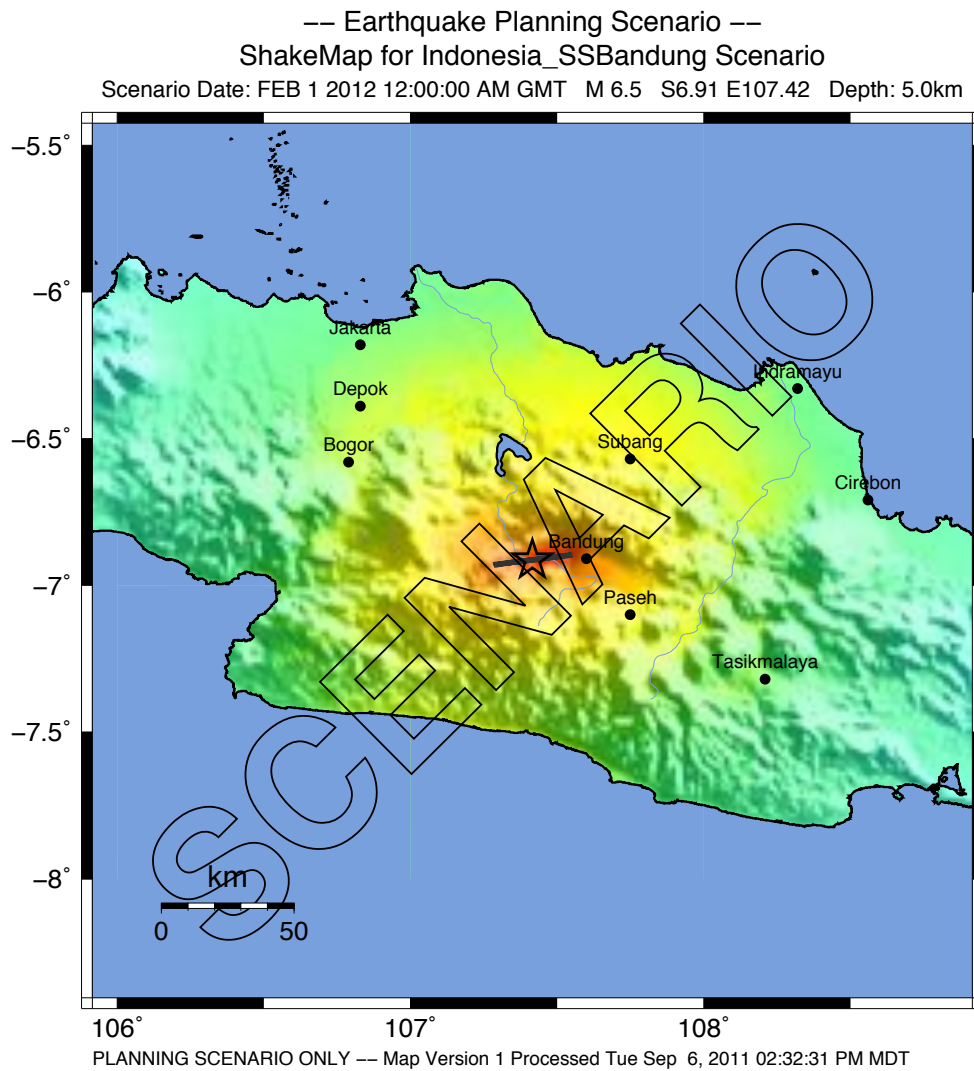 −− Earthquake Planning Scenario −−
ShakeMap for Indonesia_SSBandung Scenario
Scenario Date: FEB 1 2012 12:00:00 AM GMT M 6.5 S6.91 E107.42 Depth: 5.0km
−5.5˚
−6˚
Jakarta
Indramayu
Depok
Bogor
Subang
−6.5˚
Cirebon
Bandung
−7˚
Paseh
Tasikmalaya
−7.5˚
SCENARIO
−8˚
km
0 50
106˚ 107˚ 108˚
PLANNING SCENARIO ONLY −− Map Version 1 Processed Tue Sep 6, 2011 02:32:31 PM MDT